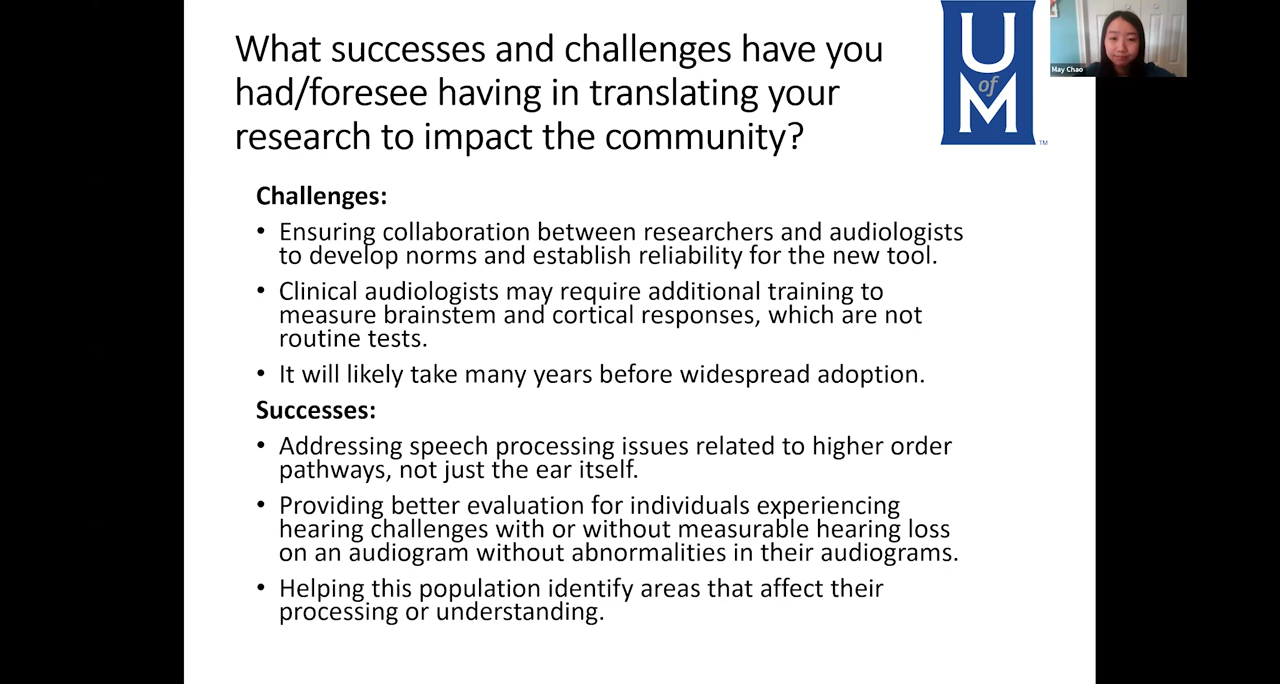 What successes and challenges have you
had/foresee having in translating your
research to impact the community?
U
of
M
TM
May Chao
Challenges:
• Ensuring collaboration between researchers and audiologists
to develop norms and establish reliability for the new tool.
• Clinical audiologists may require additional training to
measure brainstem and cortical responses, which are not
routine tests.
• It will likely take many years before widespread adoption.
Successes:
• Addressing speech processing issues related to higher order
pathways, not just the ear itself.
• Providing better evaluation for individuals experiencing
hearing challenges with or without measurable hearing loss
on an audiogram without abnormalities in their audiograms.
• Helping this population identify areas that affect their
processing or understanding.